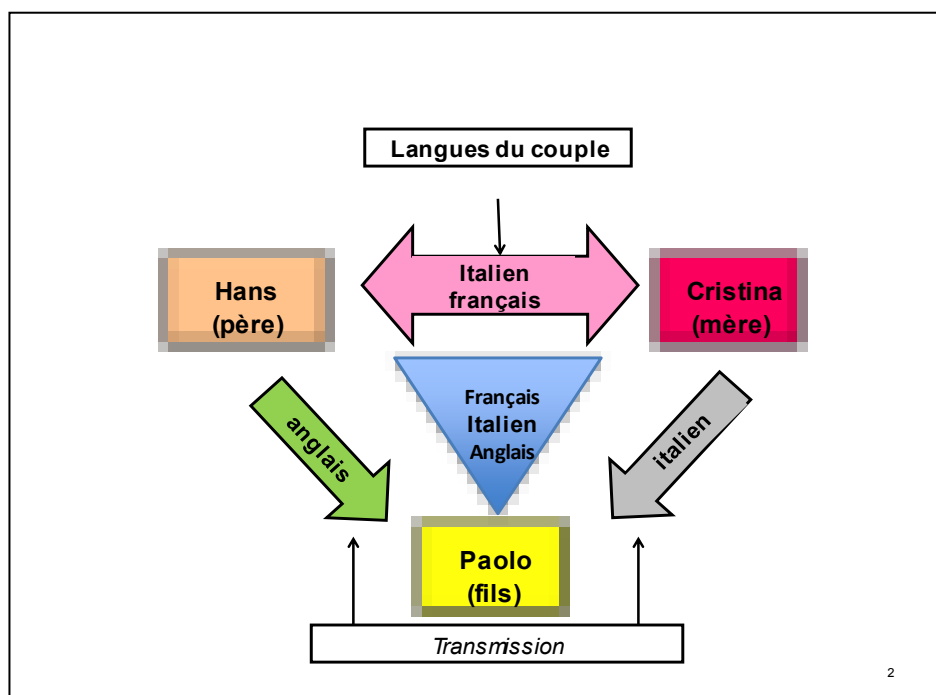 Langues du couple
Italien
français
Hans
(père)
Cristina
(mère)
Français
Italien
Anglais
anglais
italien
Paolo
(fils)
Transmission
2